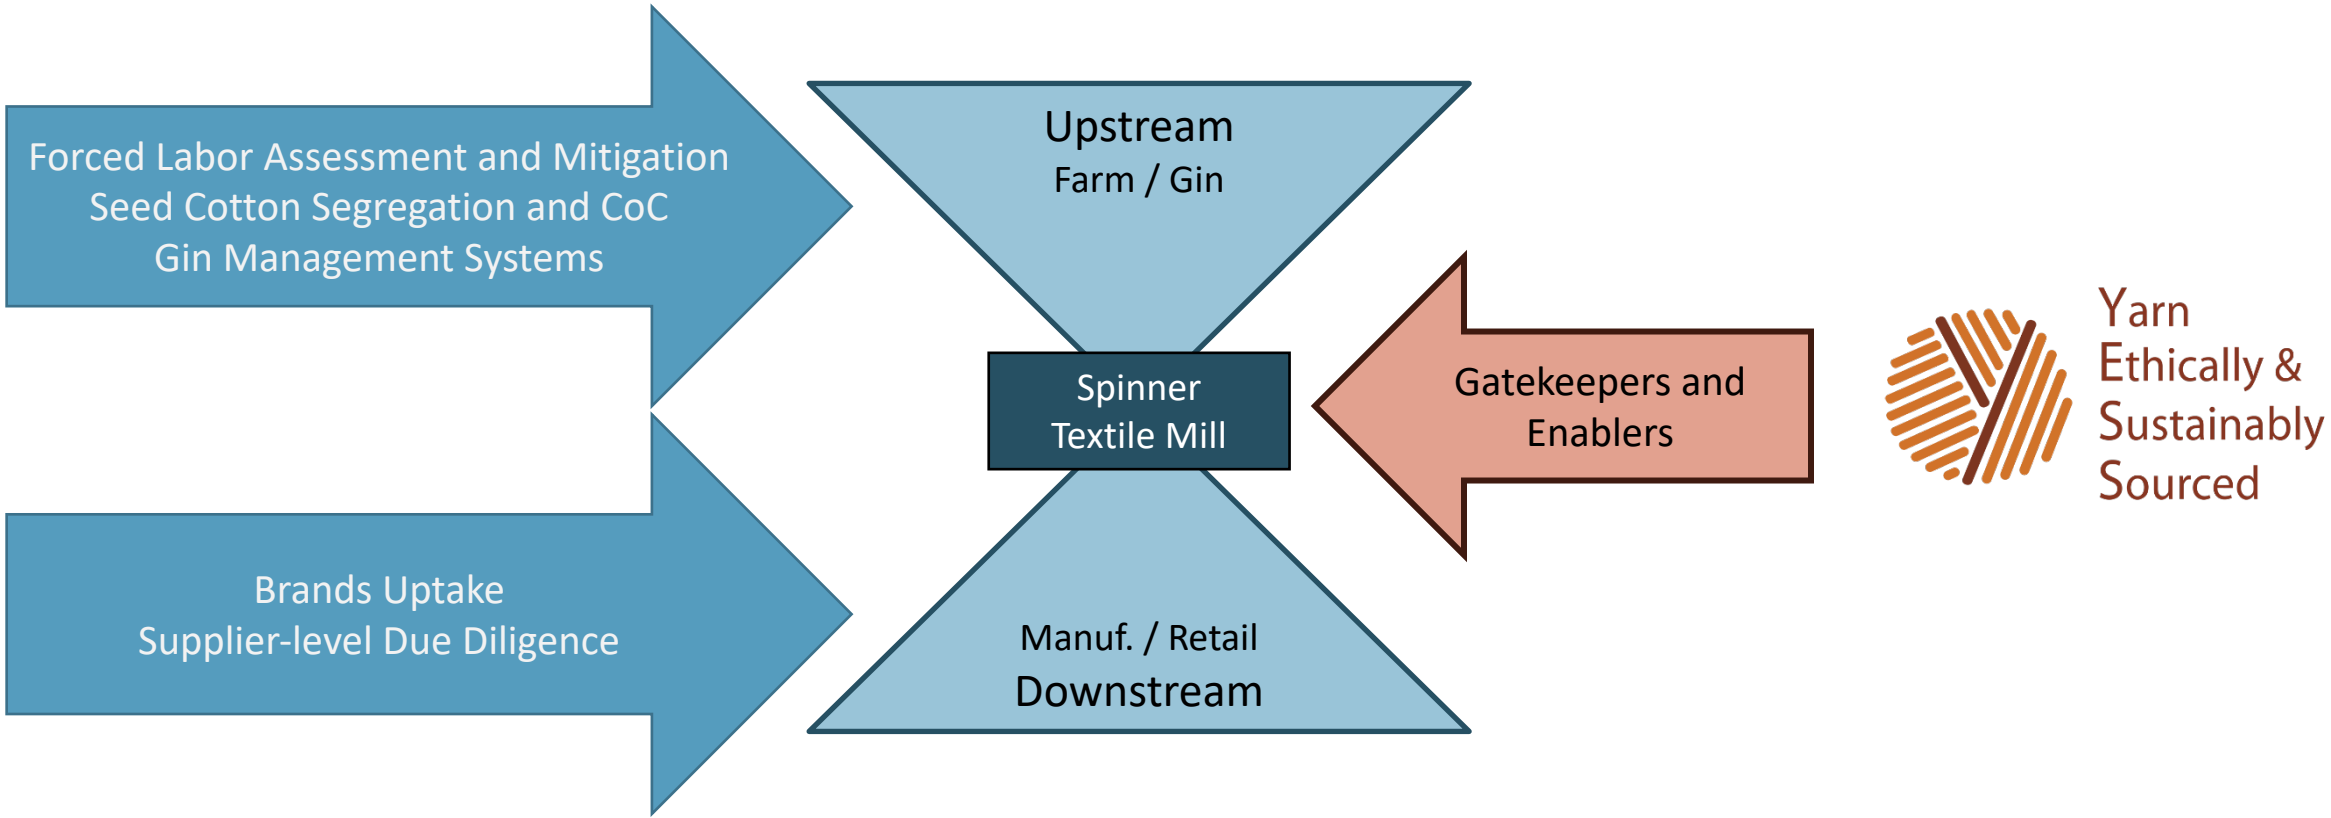 Forced Labor Assessment and Mitigation
Seed Cotton Segregation and CoC
Gin Management Systems
Brands Uptake
Supplier-level Due Diligence
Upstream
Farm / Gin
Spinner
Textile Mill
Manuf. / Retail
Downstream
Gatekeepers and
Enablers
Yarn
Ethically &
Sustainably
Sourced